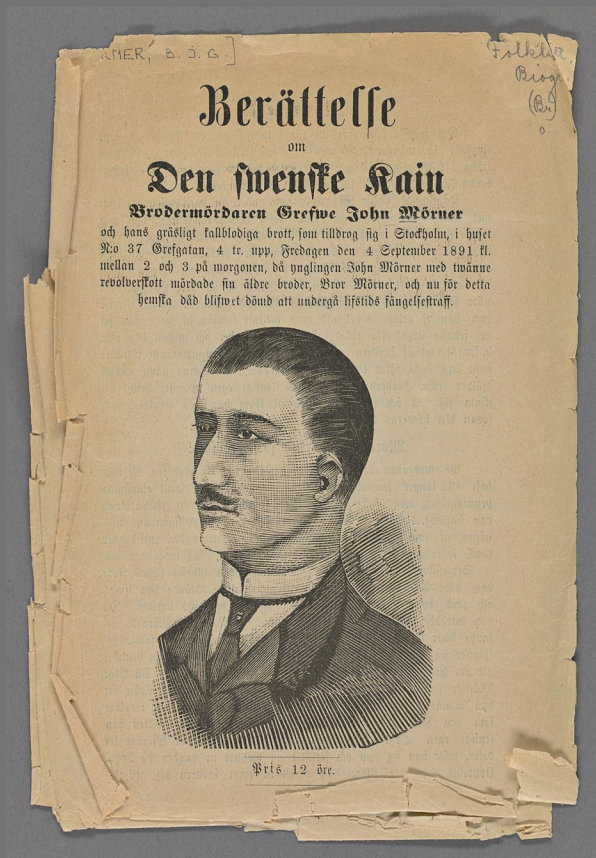 RNER, B. J. G.]
Folklitt
Biogr
(Br)
Berättelse
om
Den swenske Kain
Brodermördaren Grefwe John Mörner
och hans gräsligt kallblodiga brott, som tilldrog sig i Stockholm, i huset
N:o 37 Grefgatan, 4 tr. upp, Fredagen den 4 September 1891 kl.
mellan 2 och 3 på morgonen, då ynglingen John Mörner med twänne
revolverskott mördade sin äldre broder, Bror Mörner, och nu för detta
hemska dåd blifwet dömd att undergå lifstids fängelsestraff.
Pris 12 öre.